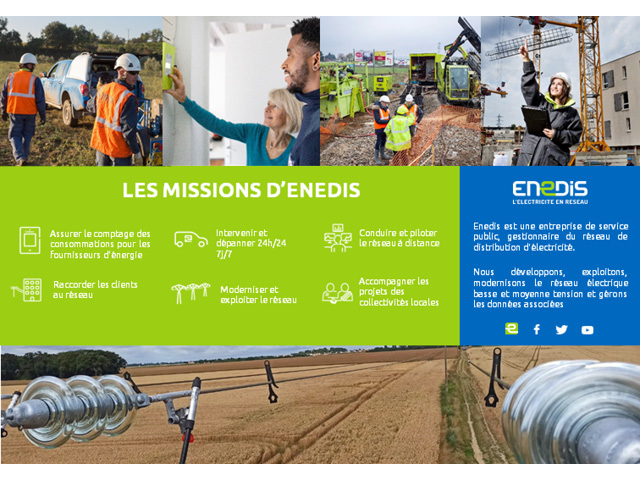 LES MISSIONS D'ENEDIS
Assurer le comptage des
consommations pour les
fournisseurs d'énergie
Intervenir et
dépanner 24h/24
7j/7
Conduire et piloter
le réseau à distance
Raccorder les clients
au réseau
Moderniser et
exploiter le réseau
Accompagner les
projets des
collectivités locales
ENEDIS
L'ELECTRICITE EN RESEAU
Enedis est une entreprise de service
public, gestionnaire du réseau de
distribution d'électricité.
Nous développons, exploitons,
modernisons le réseau électrique
basse et moyenne tension et gérons
les données associées